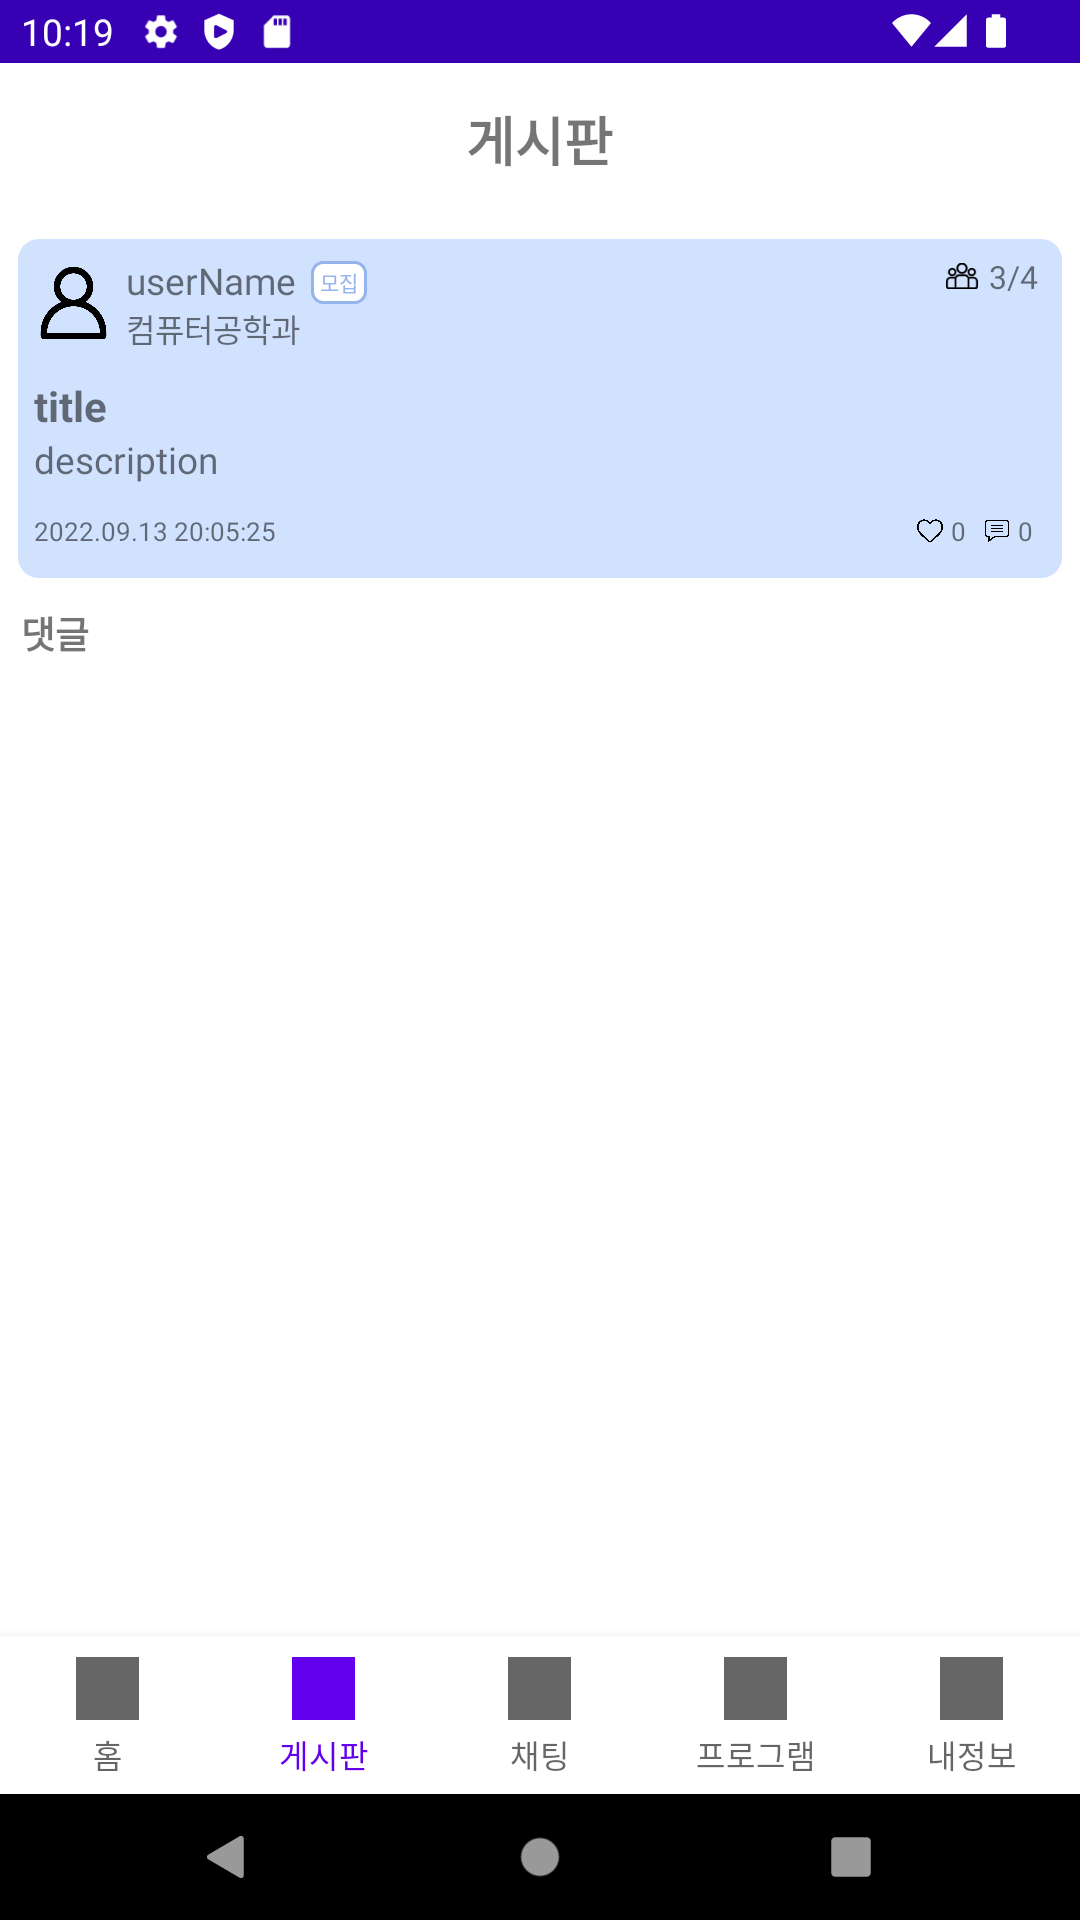 10:19
게시판
userName 모집 3/4
컴퓨터공학과
title
description
2022.09.13 20:05:25 0 0
댓글
홈 게시판 채팅 프로그램 내정보